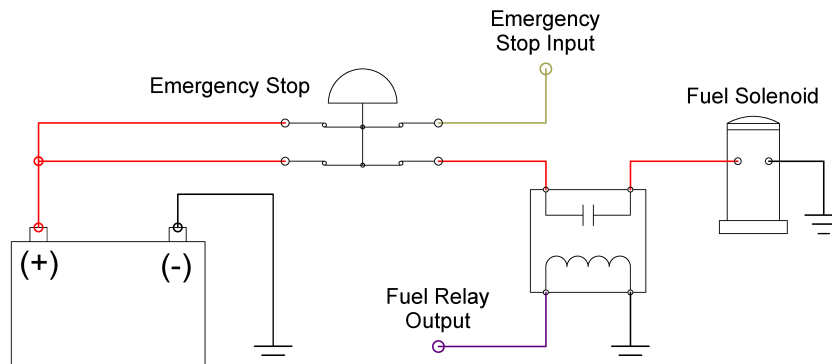 Emergency
Stop Input
Emergency Stop
Fuel Solenoid
(+)
(-)
Fuel Relay
Output